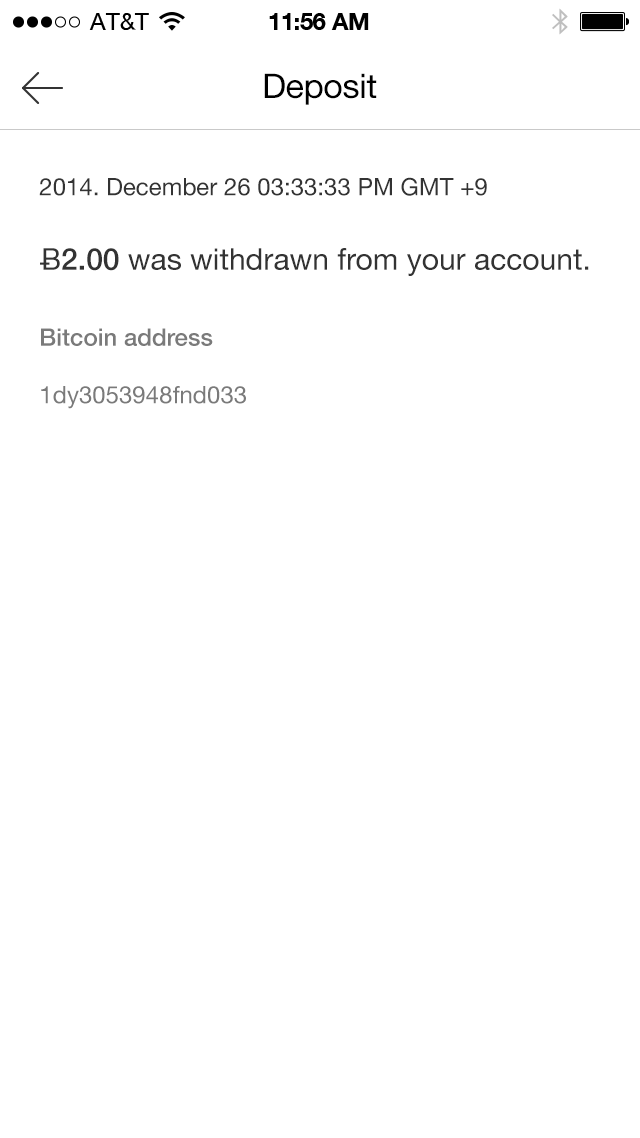 AT&T 11:56 AM
Deposit
2014. December 26 03:33:33 PM GMT +9
Ƀ2.00 was withdrawn from your account.
Bitcoin address
1dy3053948fnd033